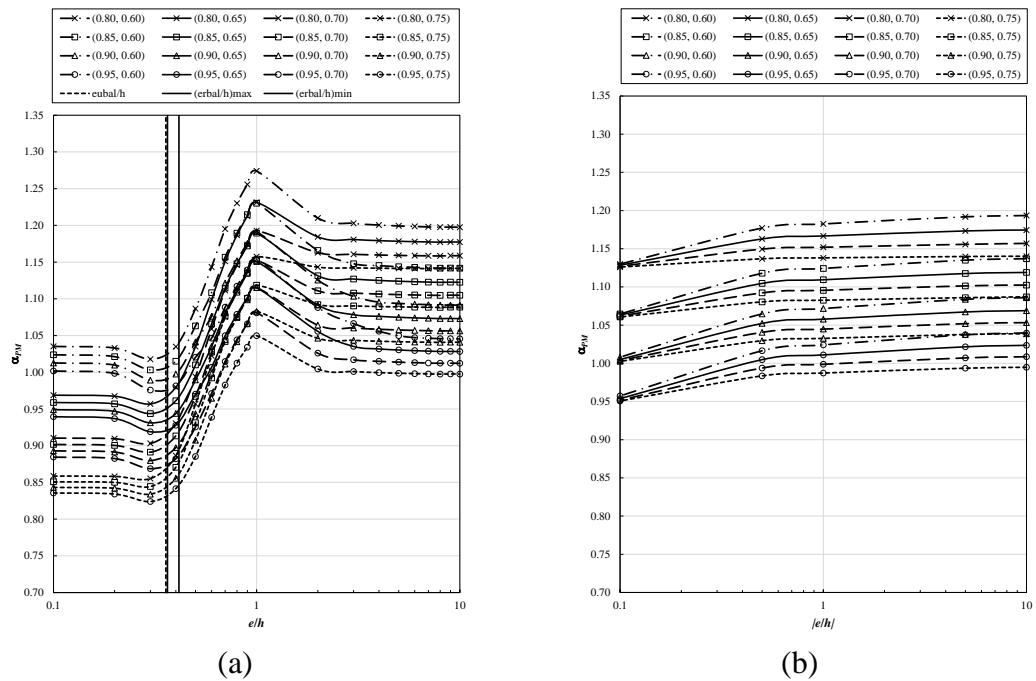 (0.80, 0.60) (0.80, 0.65) (0.80, 0.70) (0.80, 0.75)
(0.85, 0.60) (0.85, 0.65) (0.85, 0.70) (0.85, 0.75)
(0.90, 0.60) (0.90, 0.65) (0.90, 0.70) (0.90, 0.75)
(0.95, 0.60) (0.95, 0.65) (0.95, 0.70) (0.95, 0.75)
eubal/h (erbal/h)max (erbal/h)min
1.35
1.30
1.25
1.20
1.15
1.10
1.05
1.00
0.95
0.90
0.85
0.80
0.75
0.70
αPM
0.1 1 10
e/h
(a)
(0.80, 0.60) (0.80, 0.65) (0.80, 0.70) (0.80, 0.75)
(0.85, 0.60) (0.85, 0.65) (0.85, 0.70) (0.85, 0.75)
(0.90, 0.60) (0.90, 0.65) (0.90, 0.70) (0.90, 0.75)
(0.95, 0.60) (0.95, 0.65) (0.95, 0.70) (0.95, 0.75)
1.35
1.30
1.25
1.20
1.15
1.10
1.05
1.00
0.95
0.90
0.85
0.80
0.75
0.70
αPM
0.1 1 10
|e/h|
(b)